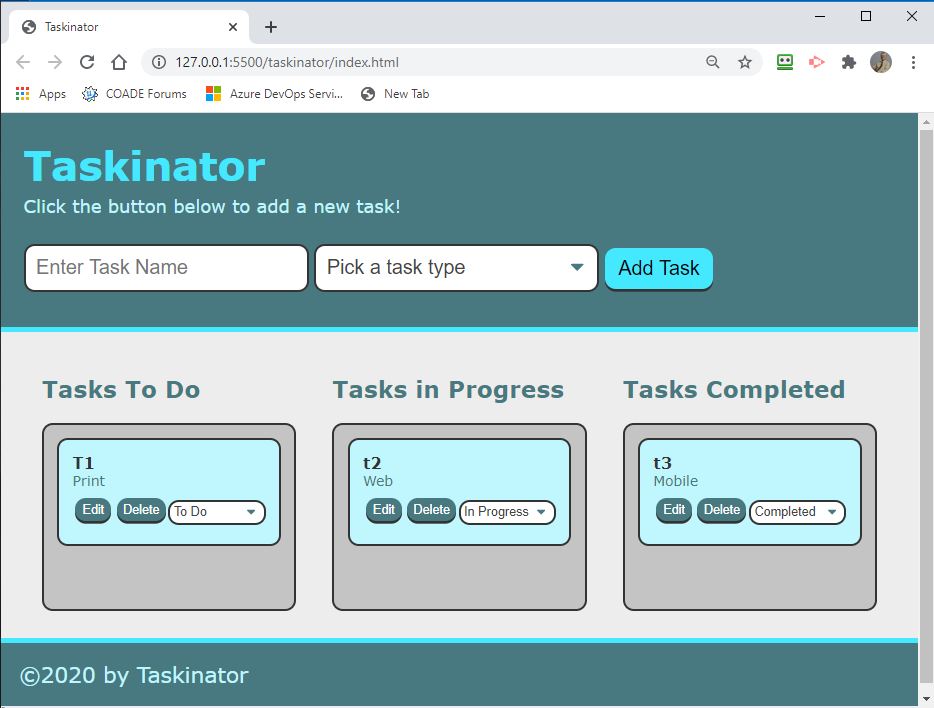 Taskinator
127.0.0.1:5500/taskinator/index.html
Apps COADE Forums Azure DevOps Servi... New Tab
Taskinator
Click the button below to add a new task!
Enter Task Name Pick a task type Add Task
Tasks To Do Tasks in Progress Tasks Completed
T1 t2 t3
Print Web Mobile
Edit Delete To Do Edit Delete In Progress Edit Delete Completed
©2020 by Taskinator